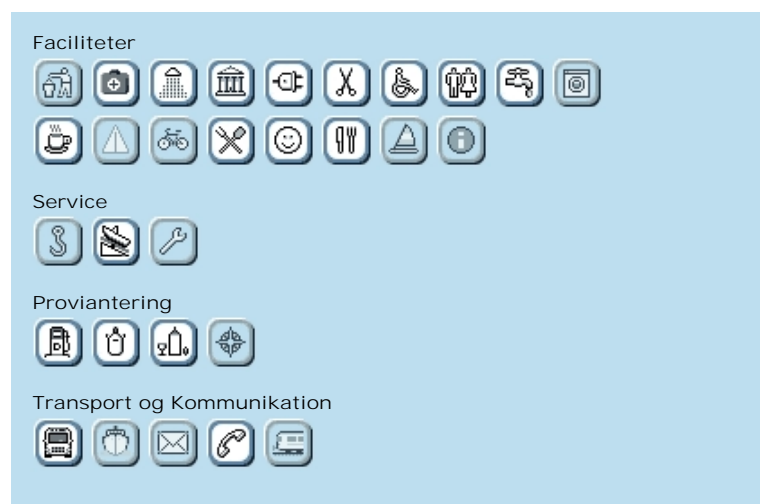 Faciliteter
Service
Proviantering
Transport og Kommunikation